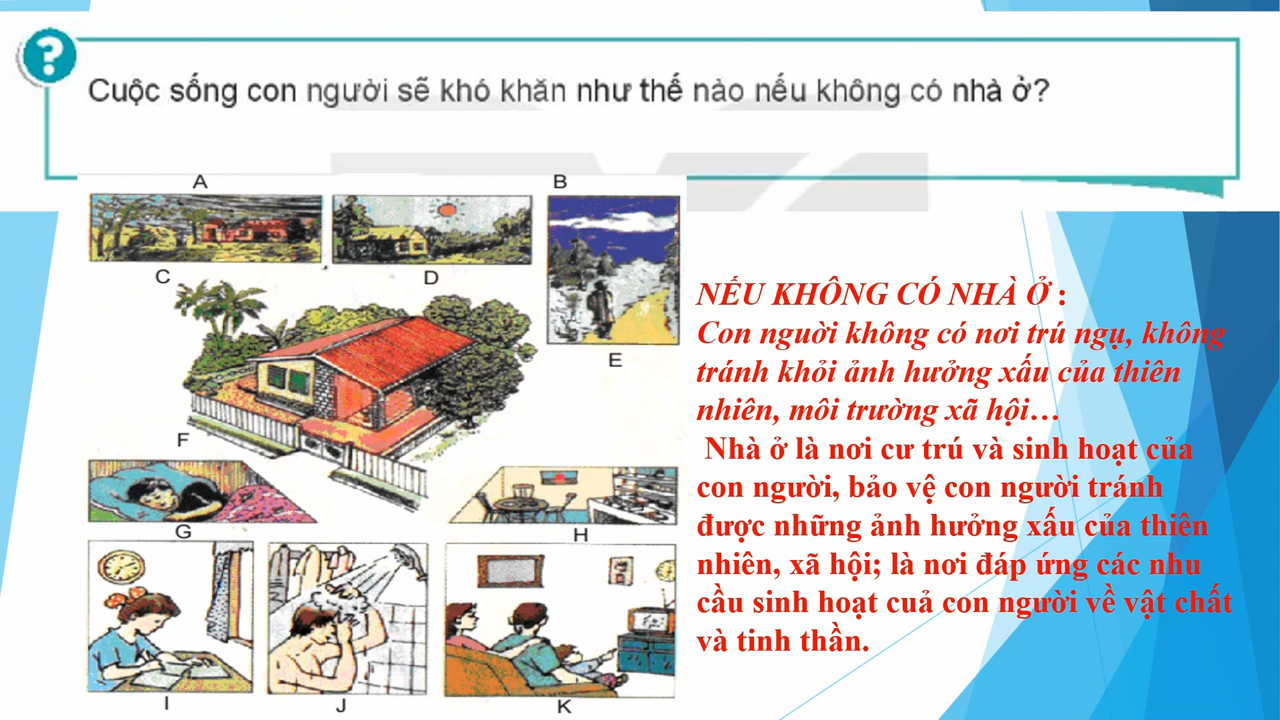 ?
Cuộc sống con người sẽ khó khăn như thế nào nếu không có nhà ở?
A
B
C
D
E
F
G
H
I
J
K
NẾU KHÔNG CÓ NHÀ Ở :
Con nguời không có nơi trú ngụ, không
tránh khỏi ảnh hưởng xấu của thiên
nhiên, môi trường xã hội…
Nhà ở là nơi cư trú và sinh hoạt của
con người, bảo vệ con người tránh
được những ảnh hưởng xấu của thiên
nhiên, xã hội; là nơi đáp ứng các nhu
cầu sinh hoạt cuả con người về vật chất
và tinh thần.